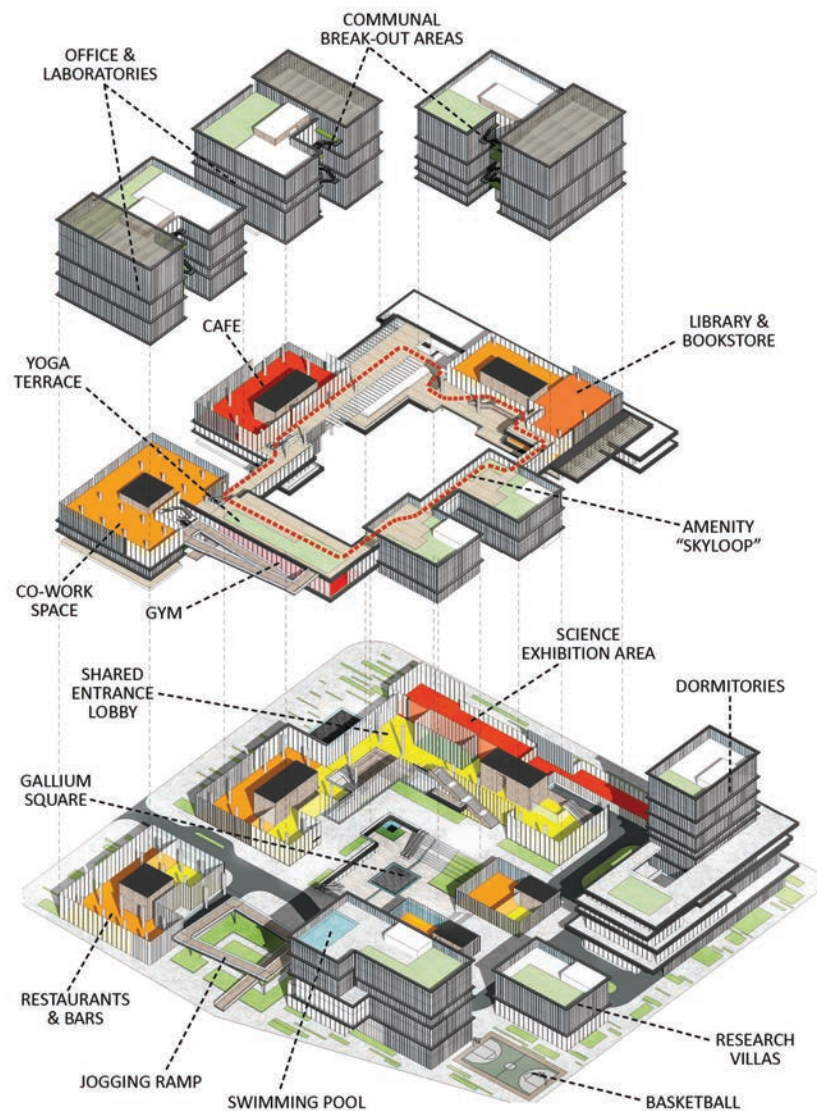 COMMUNAL
BREAK-OUT AREAS
OFFICE &
LABORATORIES
CAFE
LIBRARY &
BOOKSTORE
YOGA
TERRACE
AMENITY
“SKYLOOP”
CO-WORK
SPACE
GYM
SCIENCE
EXHIBITION AREA
SHARED
ENTRANCE
LOBBY
DORMITORIES
GALLIUM
SQUARE
RESTAURANTS
& BARS
RESEARCH
VILLAS
JOGGING RAMP
SWIMMING POOL
BASKETBALL